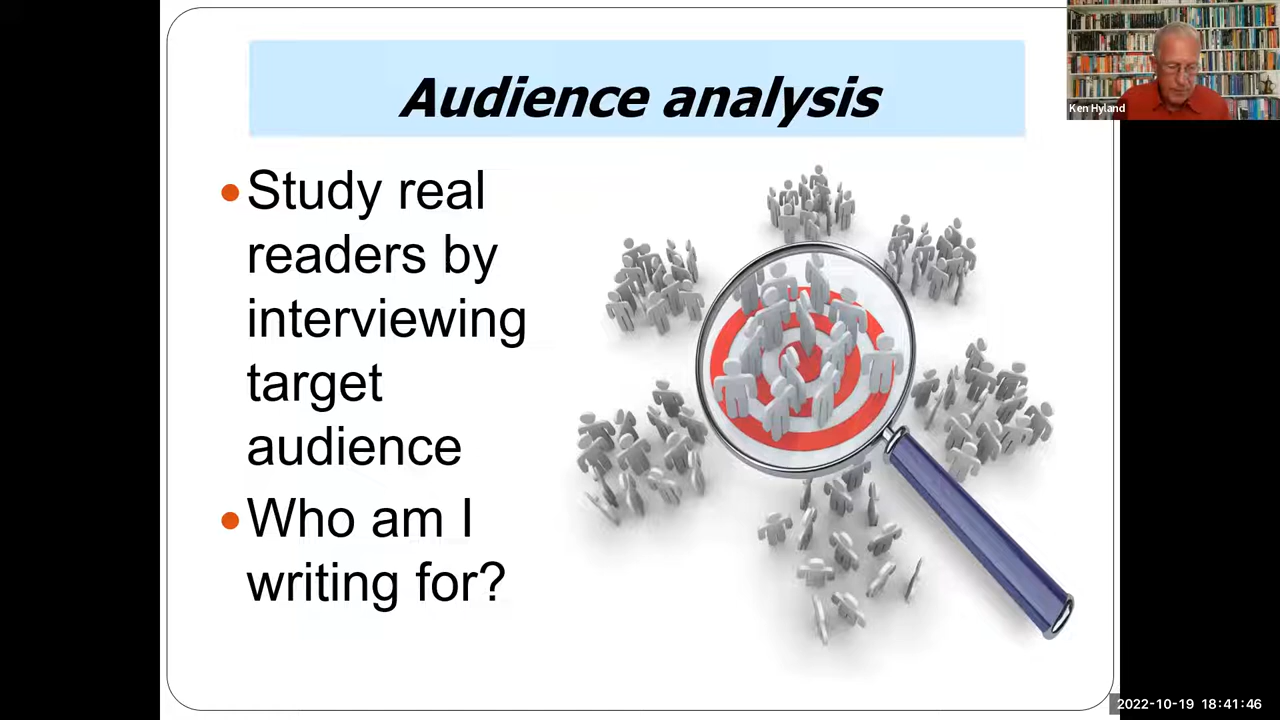 Audience analysis
Ken Hyland
•Study real
readers by
interviewing
target
audience
•Who am I
writing for?
2022-10-19 18:41:46